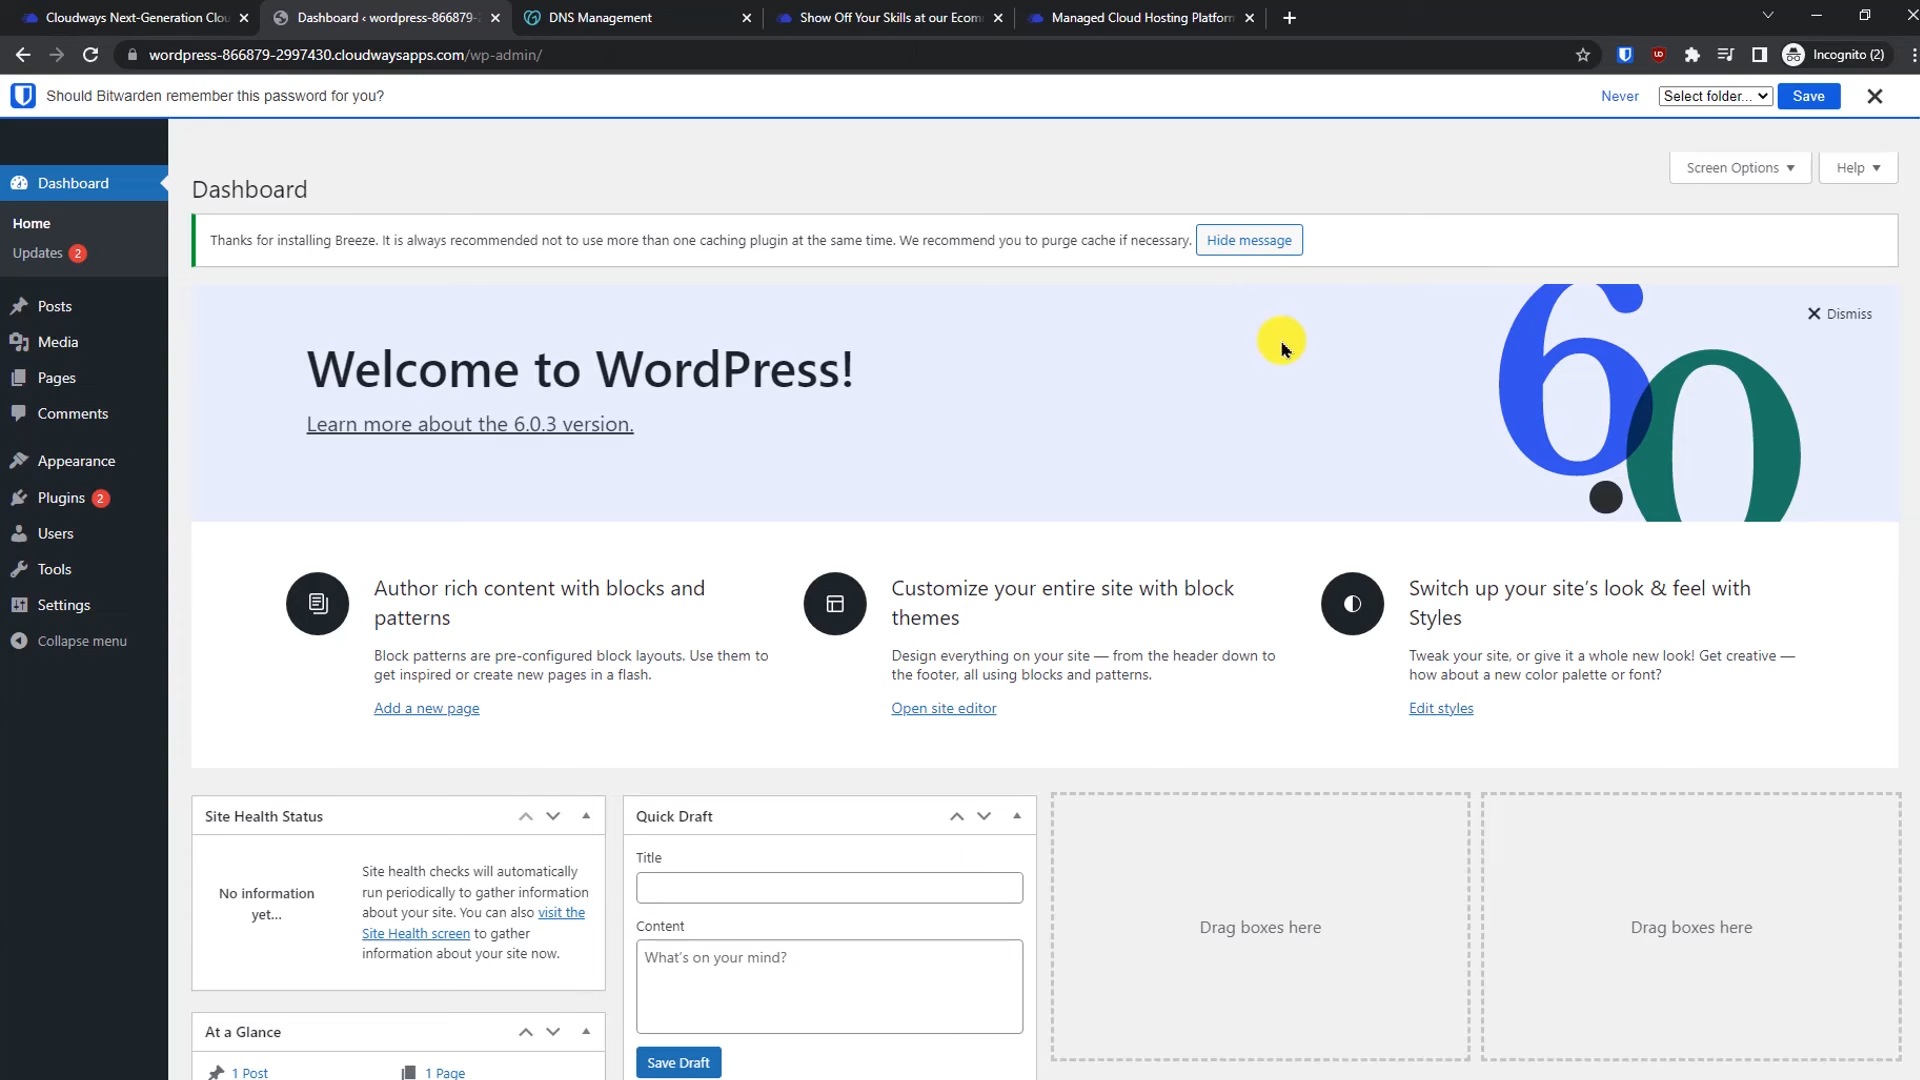 Cloudways Next-Generation Clou
Dashboard ‹ wordpress-866879-2
DNS Management
Show Off Your Skills at our Ecom
Managed Cloud Hosting Platform
wordpress-866879-2997430.cloudwaysapps.com/wp-admin/
Incognito (2)
Should Bitwarden remember this password for you?
Never
Select folder...
Save
Dashboard
Home
Updates 2
Posts
Media
Pages
Comments
Appearance
Plugins 2
Users
Tools
Settings
Collapse menu
Screen Options
Help
Dashboard
Thanks for installing Breeze. It is always recommended not to use more than one caching plugin at the same time. We recommend you to purge cache if necessary.
Hide message
Welcome to WordPress!
Learn more about the 6.0.3 version.
6.0
Dismiss
Author rich content with blocks and
patterns
Block patterns are pre-configured block layouts. Use them to
get inspired or create new pages in a flash.
Add a new page
Customize your entire site with block
themes
Design everything on your site — from the header down to
the footer, all using blocks and patterns.
Open site editor
Switch up your site’s look & feel with
Styles
Tweak your site, or give it a whole new look! Get creative —
how about a new color palette or font?
Edit styles
Site Health Status
No information
yet...
Site health checks will automatically
run periodically to gather information
about your site. You can also visit the
Site Health screen to gather
information about your site now.
At a Glance
1 Post
1 Page
Quick Draft
Title
Content
What’s on your mind?
Save Draft
Drag boxes here
Drag boxes here